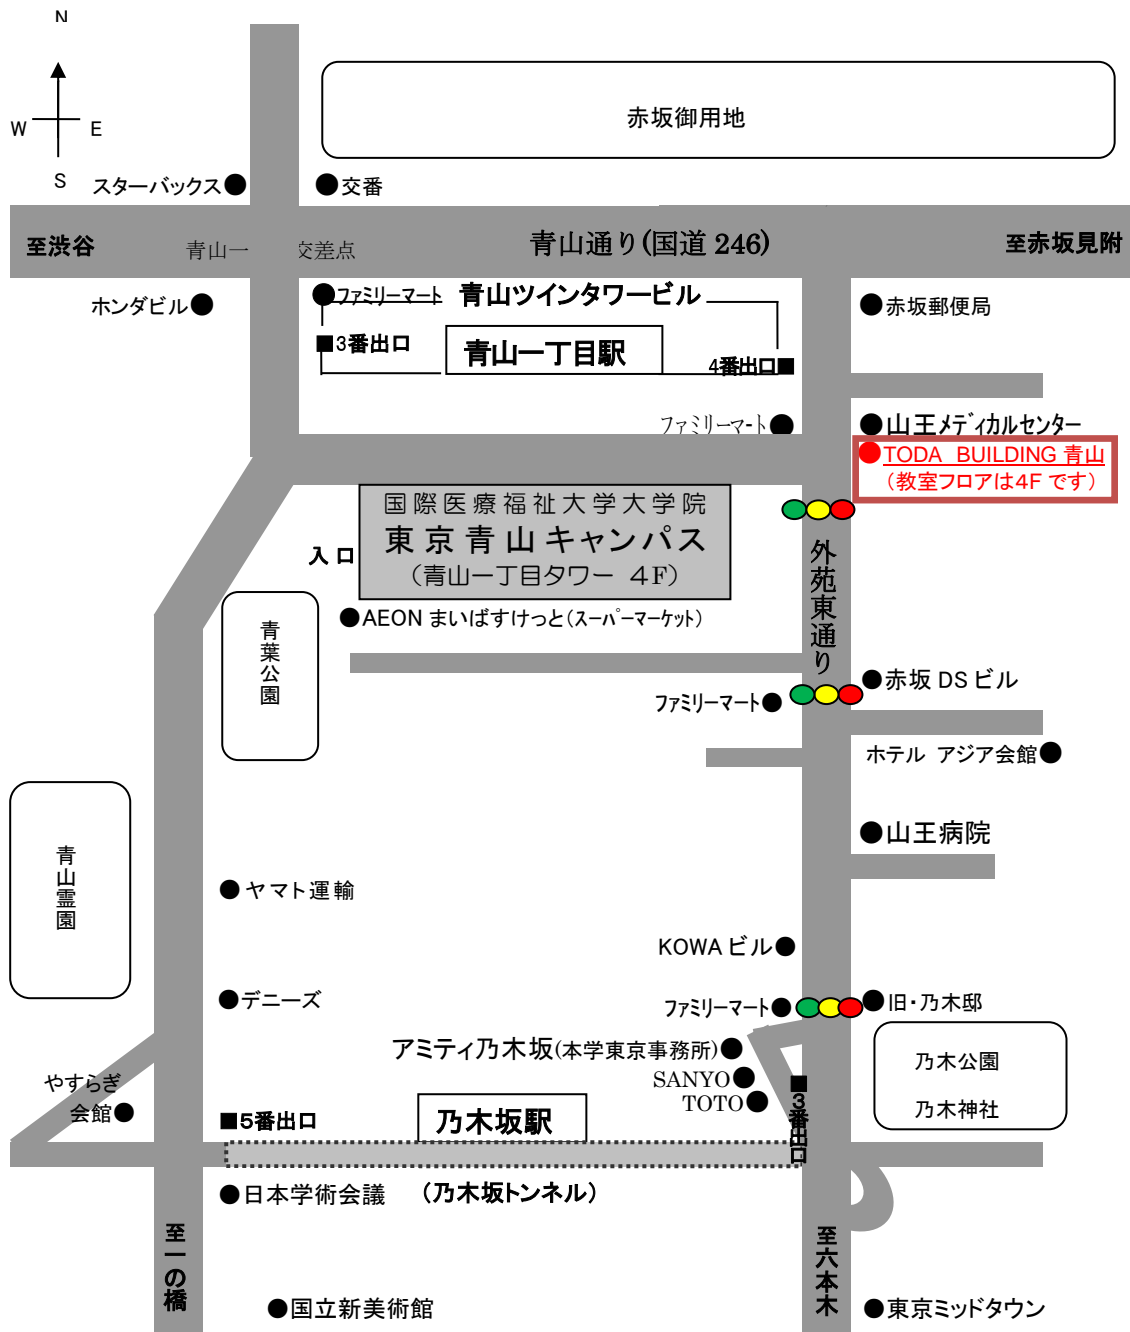 N
W E
S
赤坂御用地
スターバックス●
●交番
至渋谷
青山一 交差点
青山通り(国道 246)
至赤坂見附
ホンダビル●
●ファミリーマート
青山ツインタワービル
●赤坂郵便局
■3番出口
青山一丁目駅
4番出口■
ファミリーマート●
●山王メディカルセンター
●TODA BUILDING 青山
（教室フロアは4F です）
国際医療福祉大学大学院
東京青山キャンパス
（青山一丁目タワー 4F）
入口
外苑東通り
●AEON まいばすけっと（スーパーマーケット）
青葉公園
●赤坂 DS ビル
ファミリーマート●
ホテル アジア会館●
●山王病院
青山霊園
●ヤマト運輸
KOWA ビル●
●デニーズ
ファミリーマート●
●旧・乃木邸
アミティ乃木坂(本学東京事務所)●
SANYO●
TOTO●
乃木公園
乃木神社
やすらぎ
会館●
■5番出口
乃木坂駅
■3番出口
●日本学術会議
（乃木坂トンネル）
至一の橋
至六本木
●国立新美術館
●東京ミッドタウン